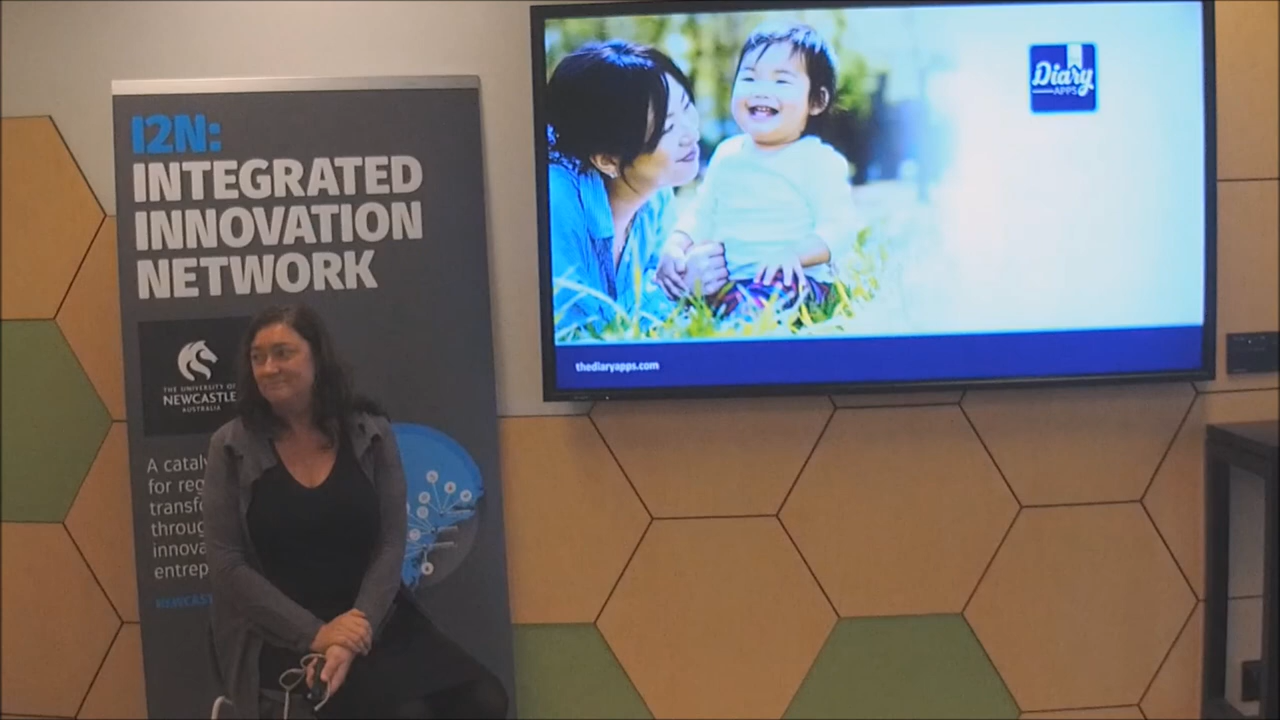 I2N:
INTEGRATED
INNOVATION
NETWORK
THE UNIVERSITY OF
NEWCASTLE
AUSTRALIA
A catal
for reg
transfo
throug
innova
entrep
Diary
APPS
thediaryapps.com